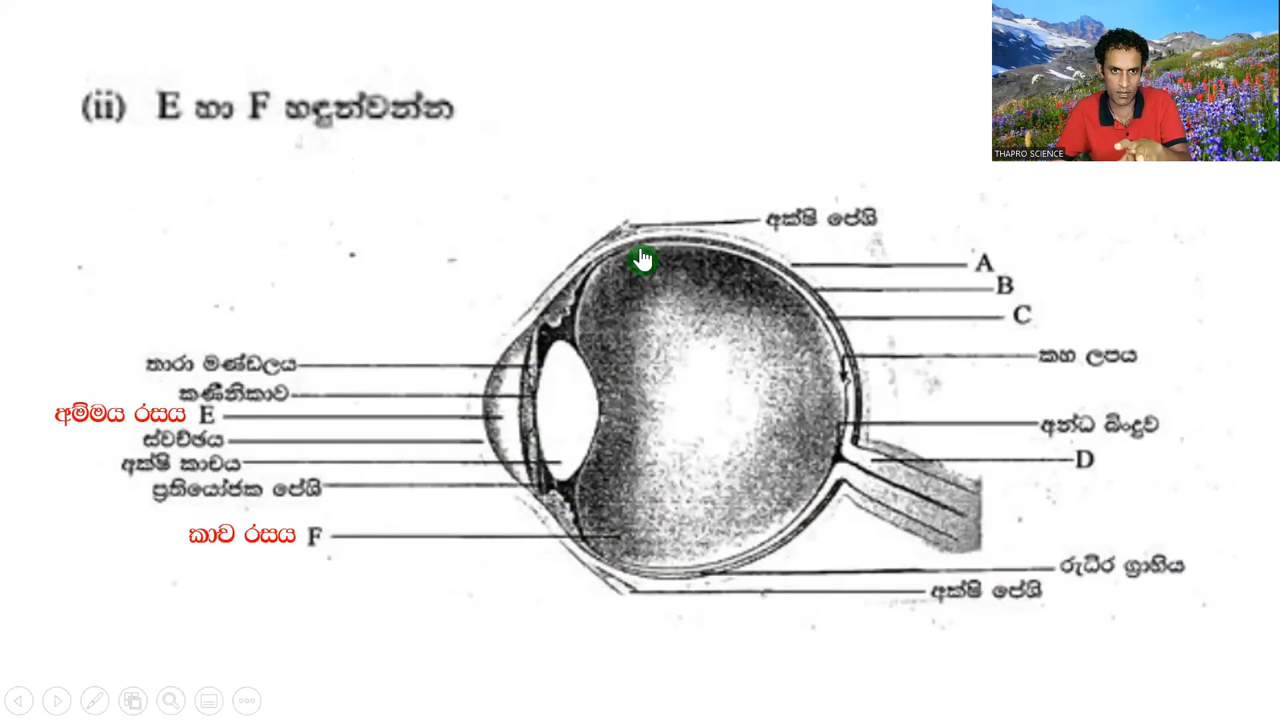 (ii) E හා F හඳුන්වන්න
THAPRO SCIENCE
අක්ෂි පේශි
A
B
C
කහ ලපය
අන්ධ බිංදුව
D
රුධිර ග්‍රාහිය
අක්ෂි පේශි
තාරා මණ්ඩලය
කණීනිකාව
අම්මය රසය E
ස්වච්ඡය
අක්ෂි කාචය
ප්‍රතියෝජක පේශි
කාච රසය F